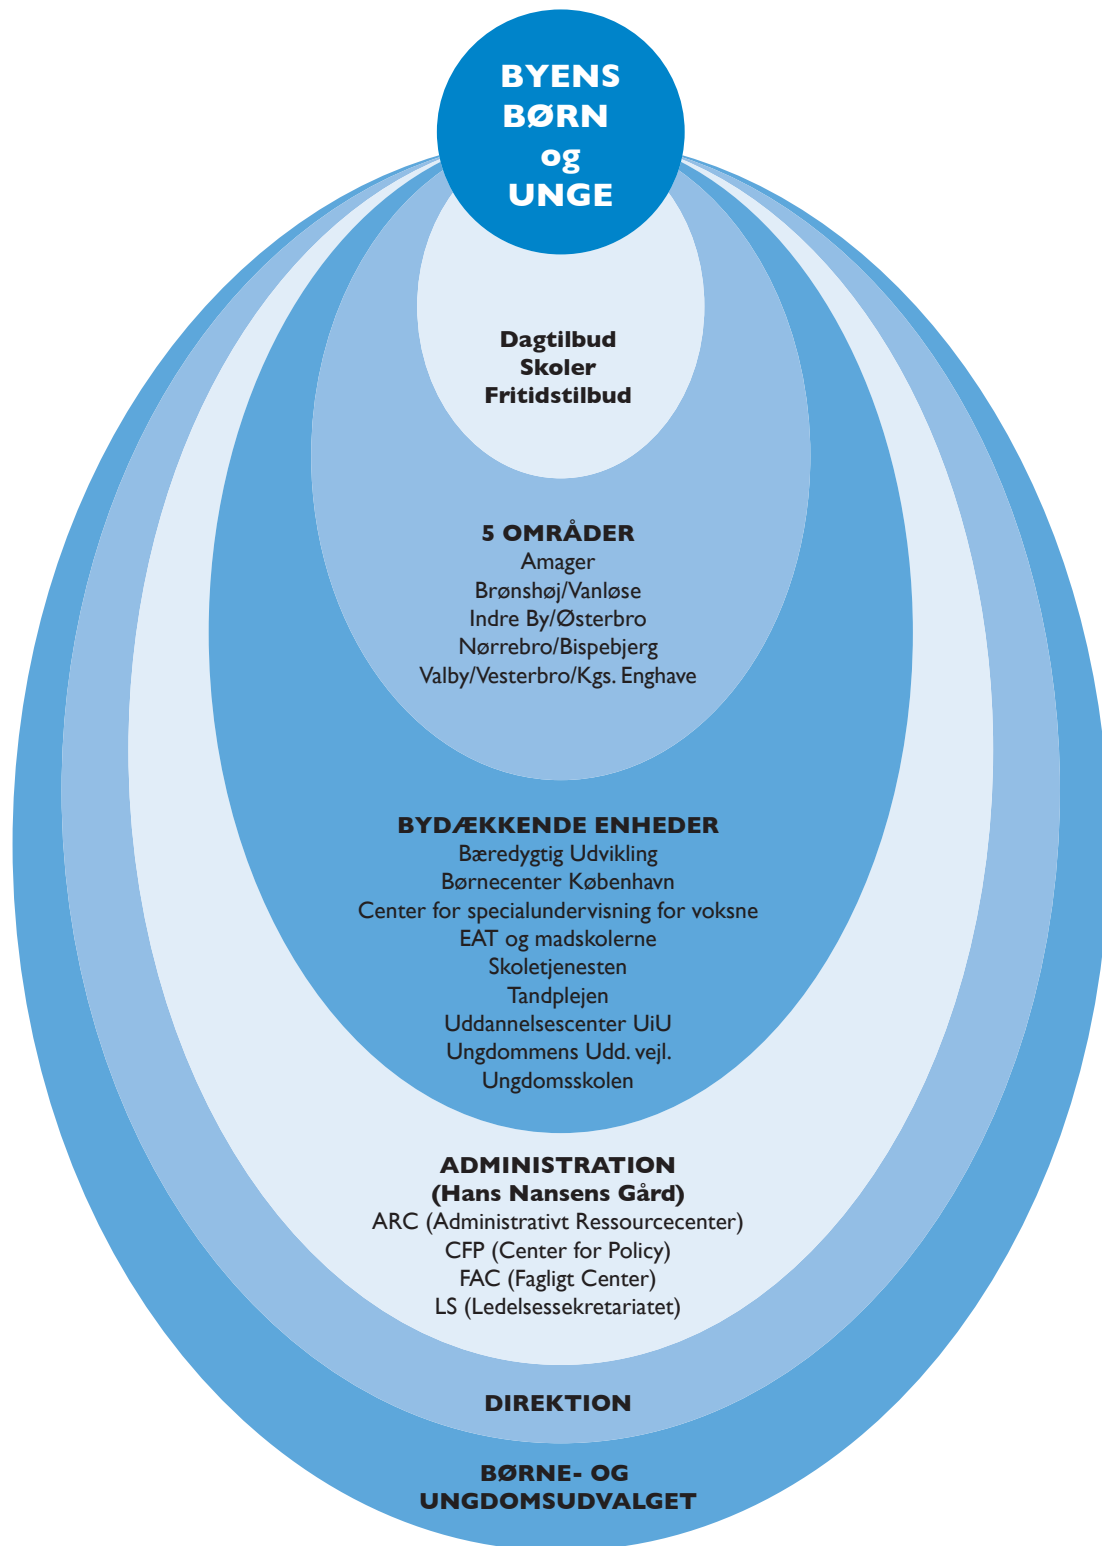 BYENS
BØRN
og
UNGE
Dagtilbud
Skoler
Fritidstilbud
5 OMRÅDER
Amager
Brønshøj/Vanløse
Indre By/Østerbro
Nørrebro/Bispebjerg
Valby/Vesterbro/Kgs. Enghave
BYDÆKKENDE ENHEDER
Bæredygtig Udvikling
Børnecenter København
Center for specialundervisning for voksne
EAT og madskolerne
Skoletjenesten
Tandplejen
Uddannelsescenter UiU
Ungdommens Udd. vejl.
Ungdomsskolen
ADMINISTRATION
(Hans Nansens Gård)
ARC (Administrativt Ressourcecenter)
CFP (Center for Policy)
FAC (Fagligt Center)
LS (Ledelsessekretariatet)
DIREKTION
BØRNE- OG
UNGDOMSUDVALGET